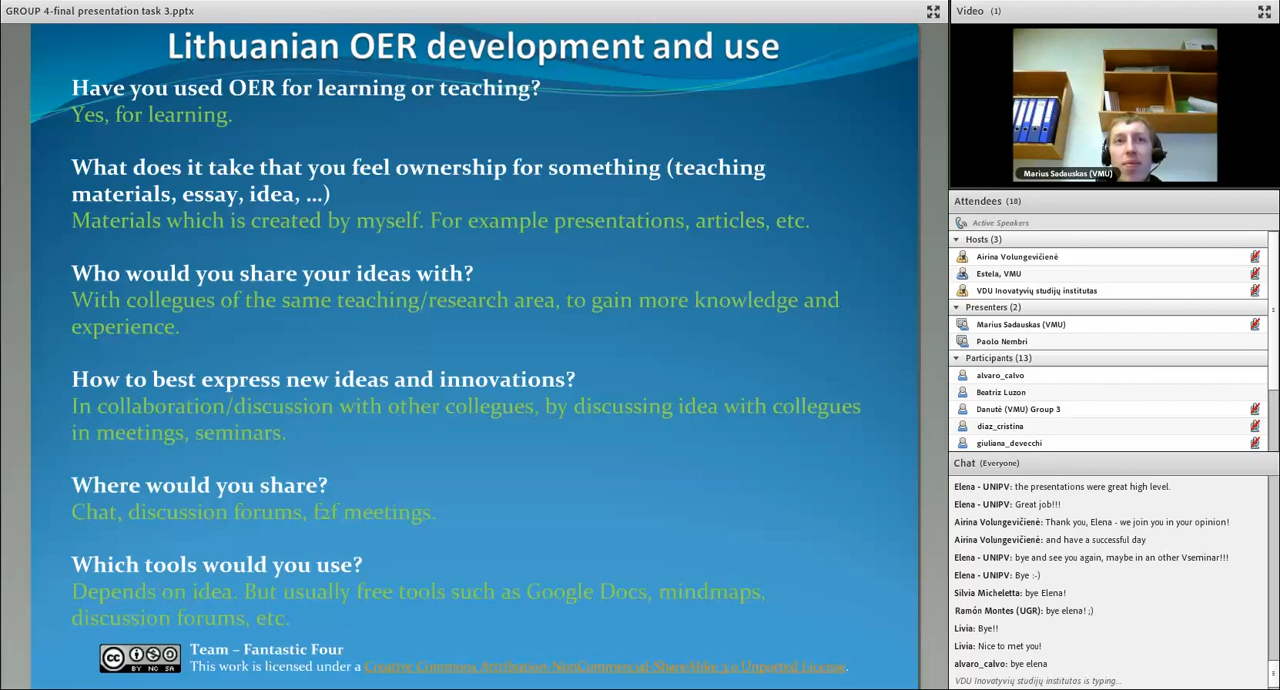 GROUP 4-final presentation task 3.pptx
Lithuanian OER development and use
Have you used OER for learning or teaching?
Yes, for learning.
What does it take that you feel ownership for something (teaching
materials, essay, idea, ...)
Materials which is created by myself. For example presentations, articles, etc.
Who would you share your ideas with?
With collegues of the same teaching/research area, to gain more knowledge and
experience.
How to best express new ideas and innovations?
In collaboration/discussion with other collegues, by discussing idea with collegues
in meetings, seminars.
Where would you share?
Chat, discussion forums, f2f meetings.
Which tools would you use?
Depends on idea. But usually free tools such as Google Docs, mindmaps,
discussion forums, etc.
cc BY NC SA
Team – Fantastic Four
This work is licensed under a Creative Commons Attribution-NonCommercial-ShareAlike 3.0 Unported License.
Video (1)
Marius Sadauskas (VMU)
Attendees (18)
Active Speakers
Hosts (3)
Airina Volungevičienė
Estela, VMU
VDU Inovatyvių studijų institutas
Presenters (2)
Marius Sadauskas (VMU)
Paolo Nembri
Participants (13)
alvaro_calvo
Beatriz Luzon
Danutė (VMU) Group 3
diaz_cristina
giuliana_devecchi
Chat (Everyone)
Elena - UNIPV: the presentations were great high level.
Elena - UNIPV: Great job!!!
Airina Volungevičienė: Thank you, Elena - we join you in your opinion!
Airina Volungevičienė: and have a successful day
Elena - UNIPV: bye and see you again, maybe in an other Vseminar!!!
Elena - UNIPV: Bye :-)
Silvia Micheletta: bye Elena!
Ramón Montes (UGR): bye elena! ;)
Livia: Bye!!
Livia: Nice to met you!
alvaro_calvo: bye elena
VDU Inovatyvių studijų institutas is typing...